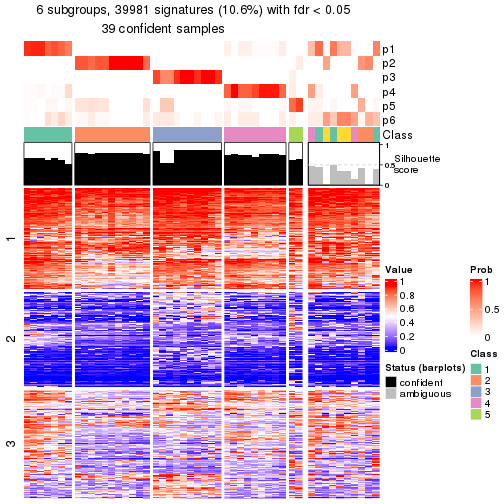 6 subgroups, 39981 signatures (10.6%) with fdr < 0.05
39 confident samples
p1
p2
p3
p4
p5
p6
Class
1
0.5
0
Silhouette
score
1
2
3
Value
1
0.8
0.6
0.4
0.2
0
Status (barplots)
confident
ambiguous
Prob
1
0.5
0
Class
1
2
3
4
5